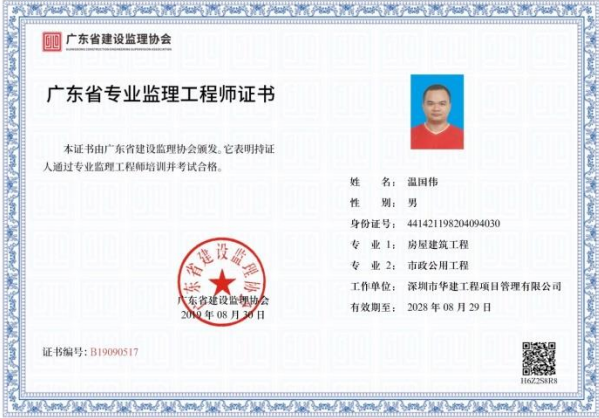 广东省建设监理协会
广东省专业监理工程师证书
本证书由广东省建设监理协会颁发。它表明持证
人通过专业监理工程师培训并考试合格。
姓 名： 温国伟
性 别： 男
身份证号： 441421198204094030
专 业 1： 房屋建筑工程
专 业 2： 市政公用工程
工作单位： 深圳市华建工程项目管理有限公司
有效期至： 2028 年 08 月 29 日
广东省建设监理协会
广东省建设监理协会
2019 年 08 月 30 日
证书编号：B19090517
H6Z2S8R8